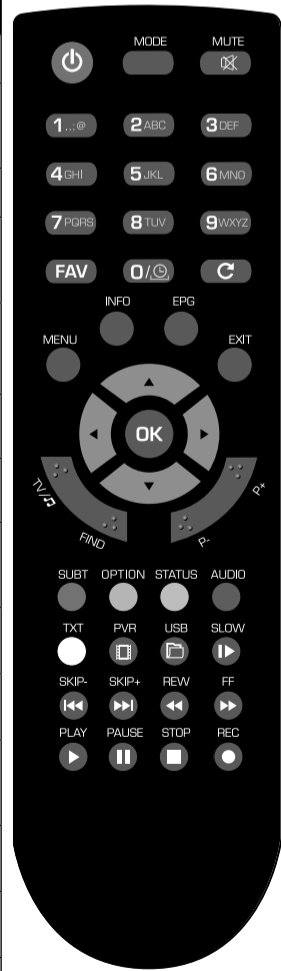 MODE MUTE
1..:@ 2ABC 3DEF
4GHI 5JKL 6MNO
7PQRS 8TUV 9WXYZ
FAV 0/ C
INFO EPG
MENU EXIT
OK
TV/ FIND P- P+
SUBT OPTION STATUS AUDIO
TXT PVR USB SLOW
SKIP- SKIP+ REW FF
PLAY PAUSE STOP REC